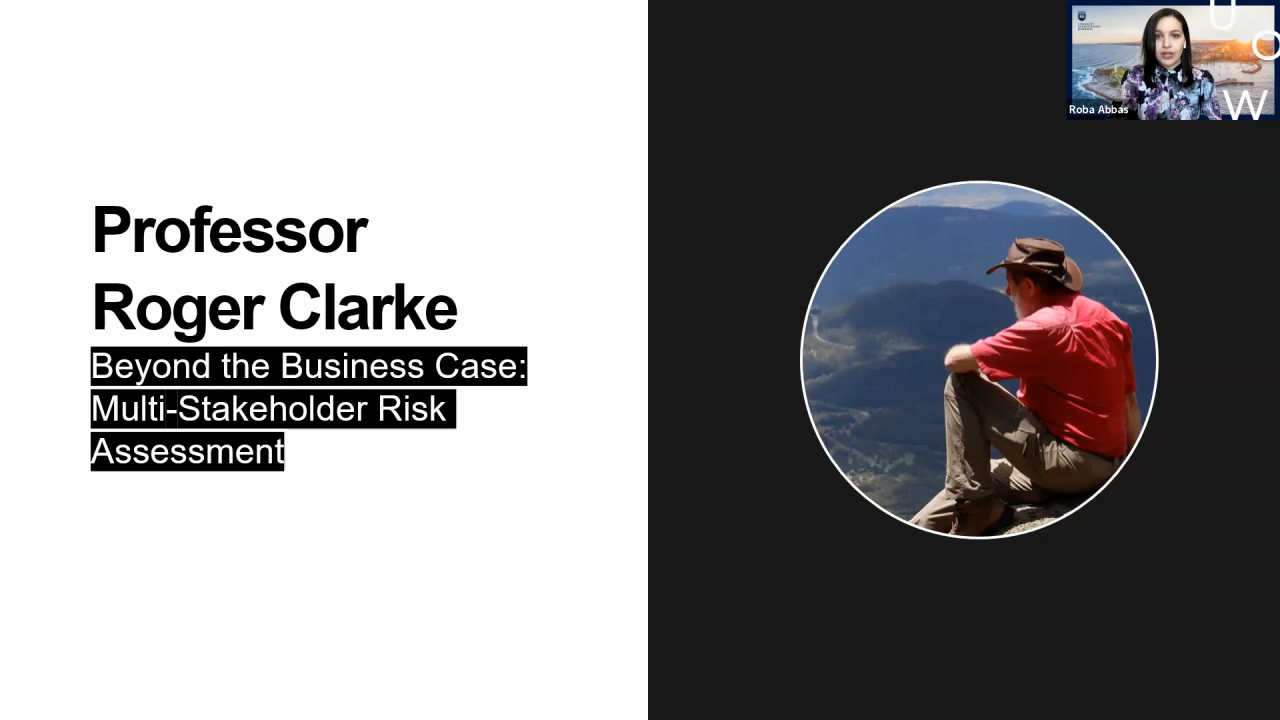 Professor
Roger Clarke
Beyond the Business Case:
Multi-Stakeholder Risk
Assessment
U
O
W
Roba Abbas